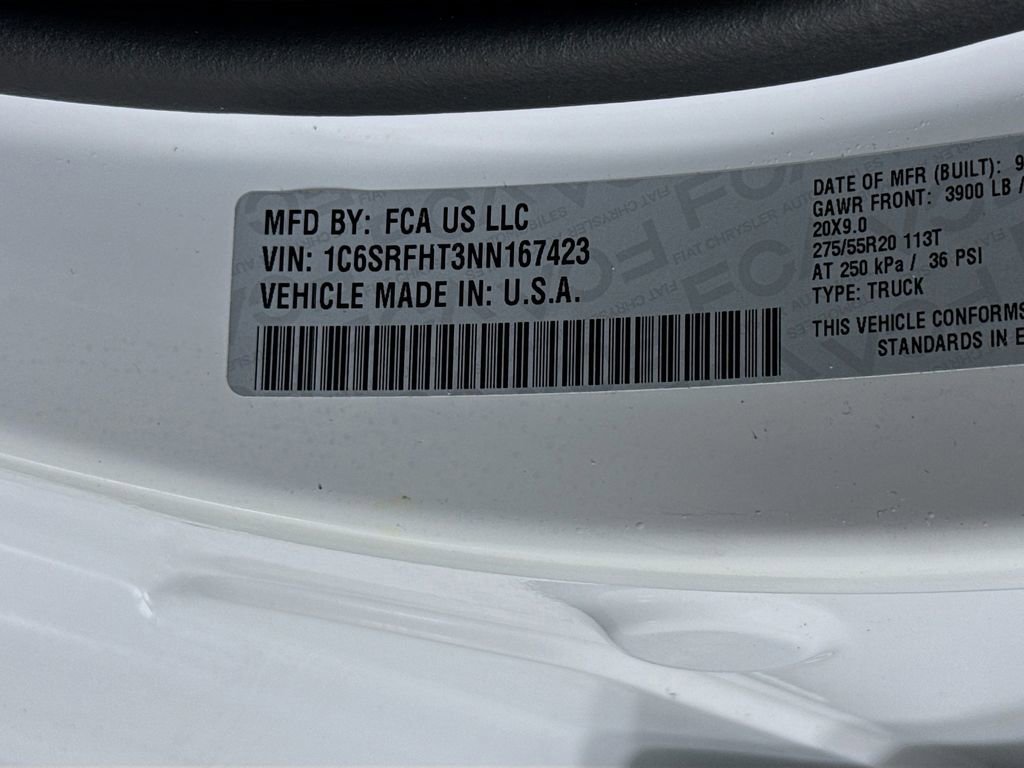 MFD BY: FCA US LLC
VIN: 1C6SRFHT3NN167423
VEHICLE MADE IN: U.S.A.
DATE OF MFR (BUILT): 9
GAWR FRONT: 3900 LB /
20X9.0
275/55R20 113T
AT 250 kPa / 36 PSI
TYPE: TRUCK
THIS VEHICLE CONFORMS
STANDARDS IN E